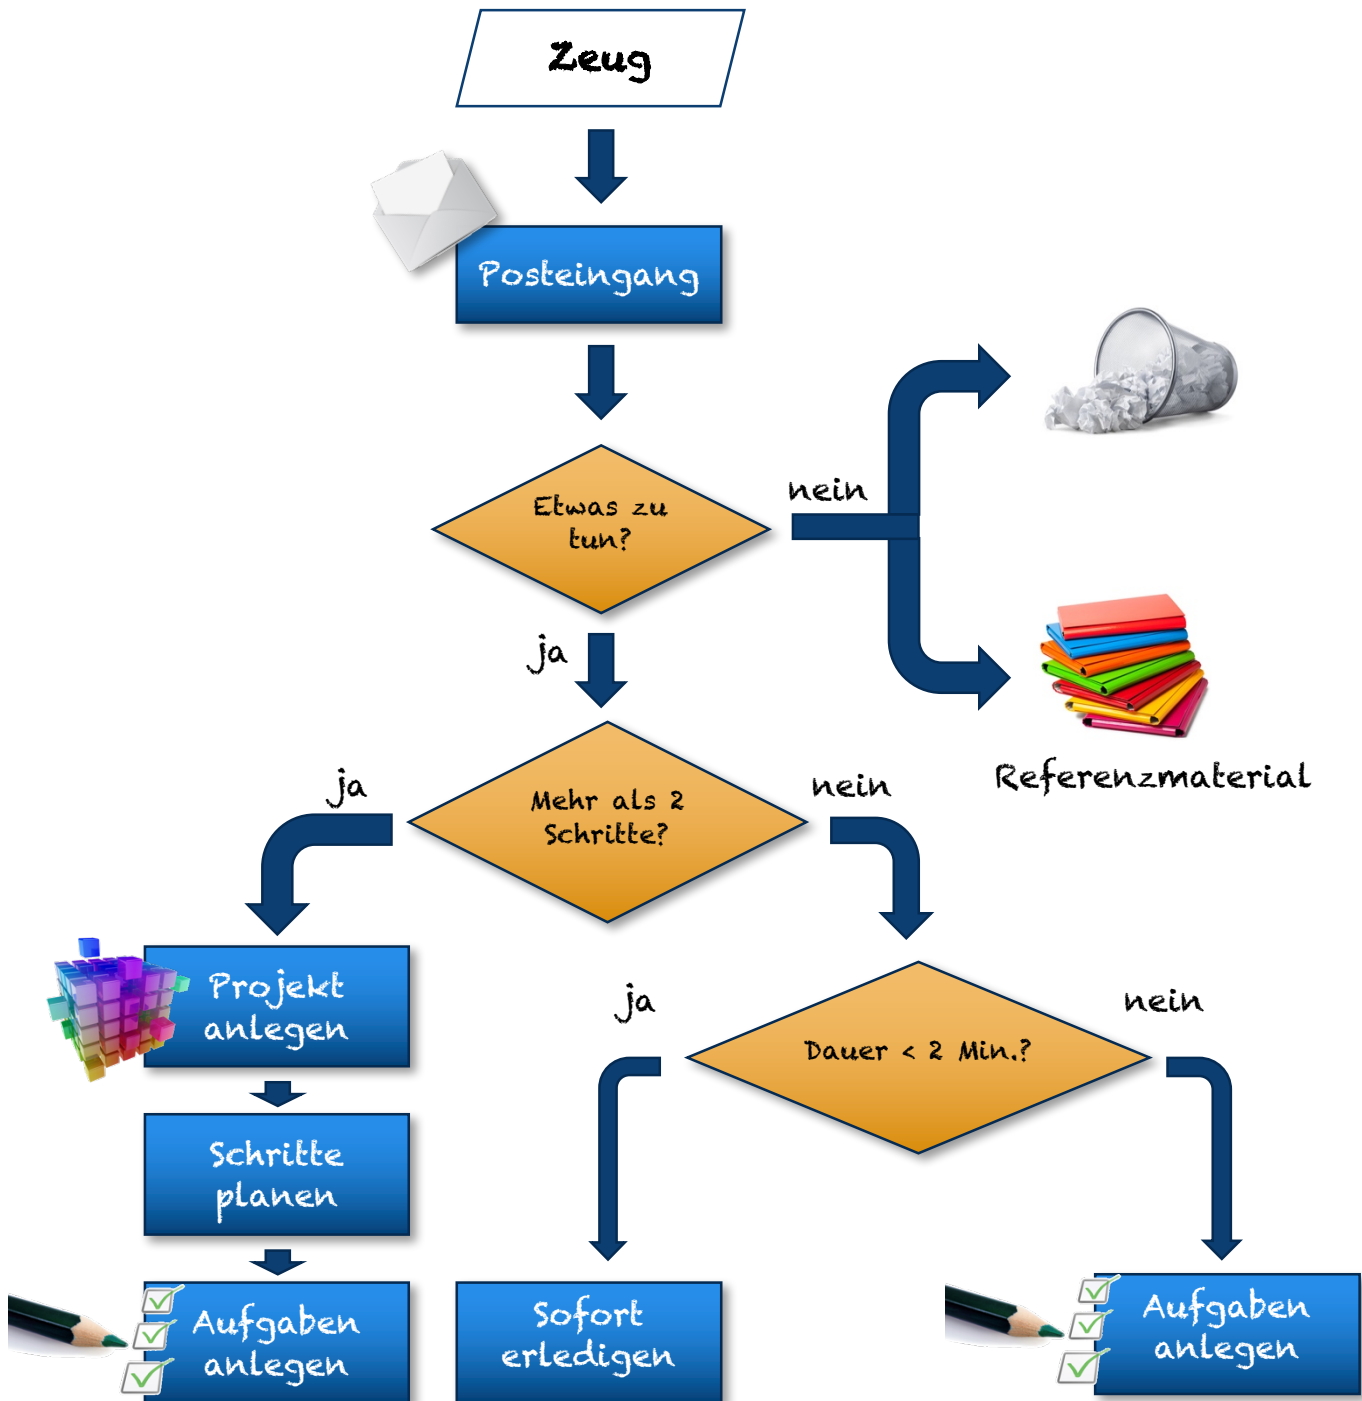 Zeug
Posteingang
Etwas zu
tun?
nein
ja
Referenzmaterial
Mehr als 2
Schritte?
ja
nein
Projekt
anlegen
Dauer < 2 Min.?
ja
nein
Schritte
planen
Aufgaben
anlegen
Sofort
erledigen
Aufgaben
anlegen